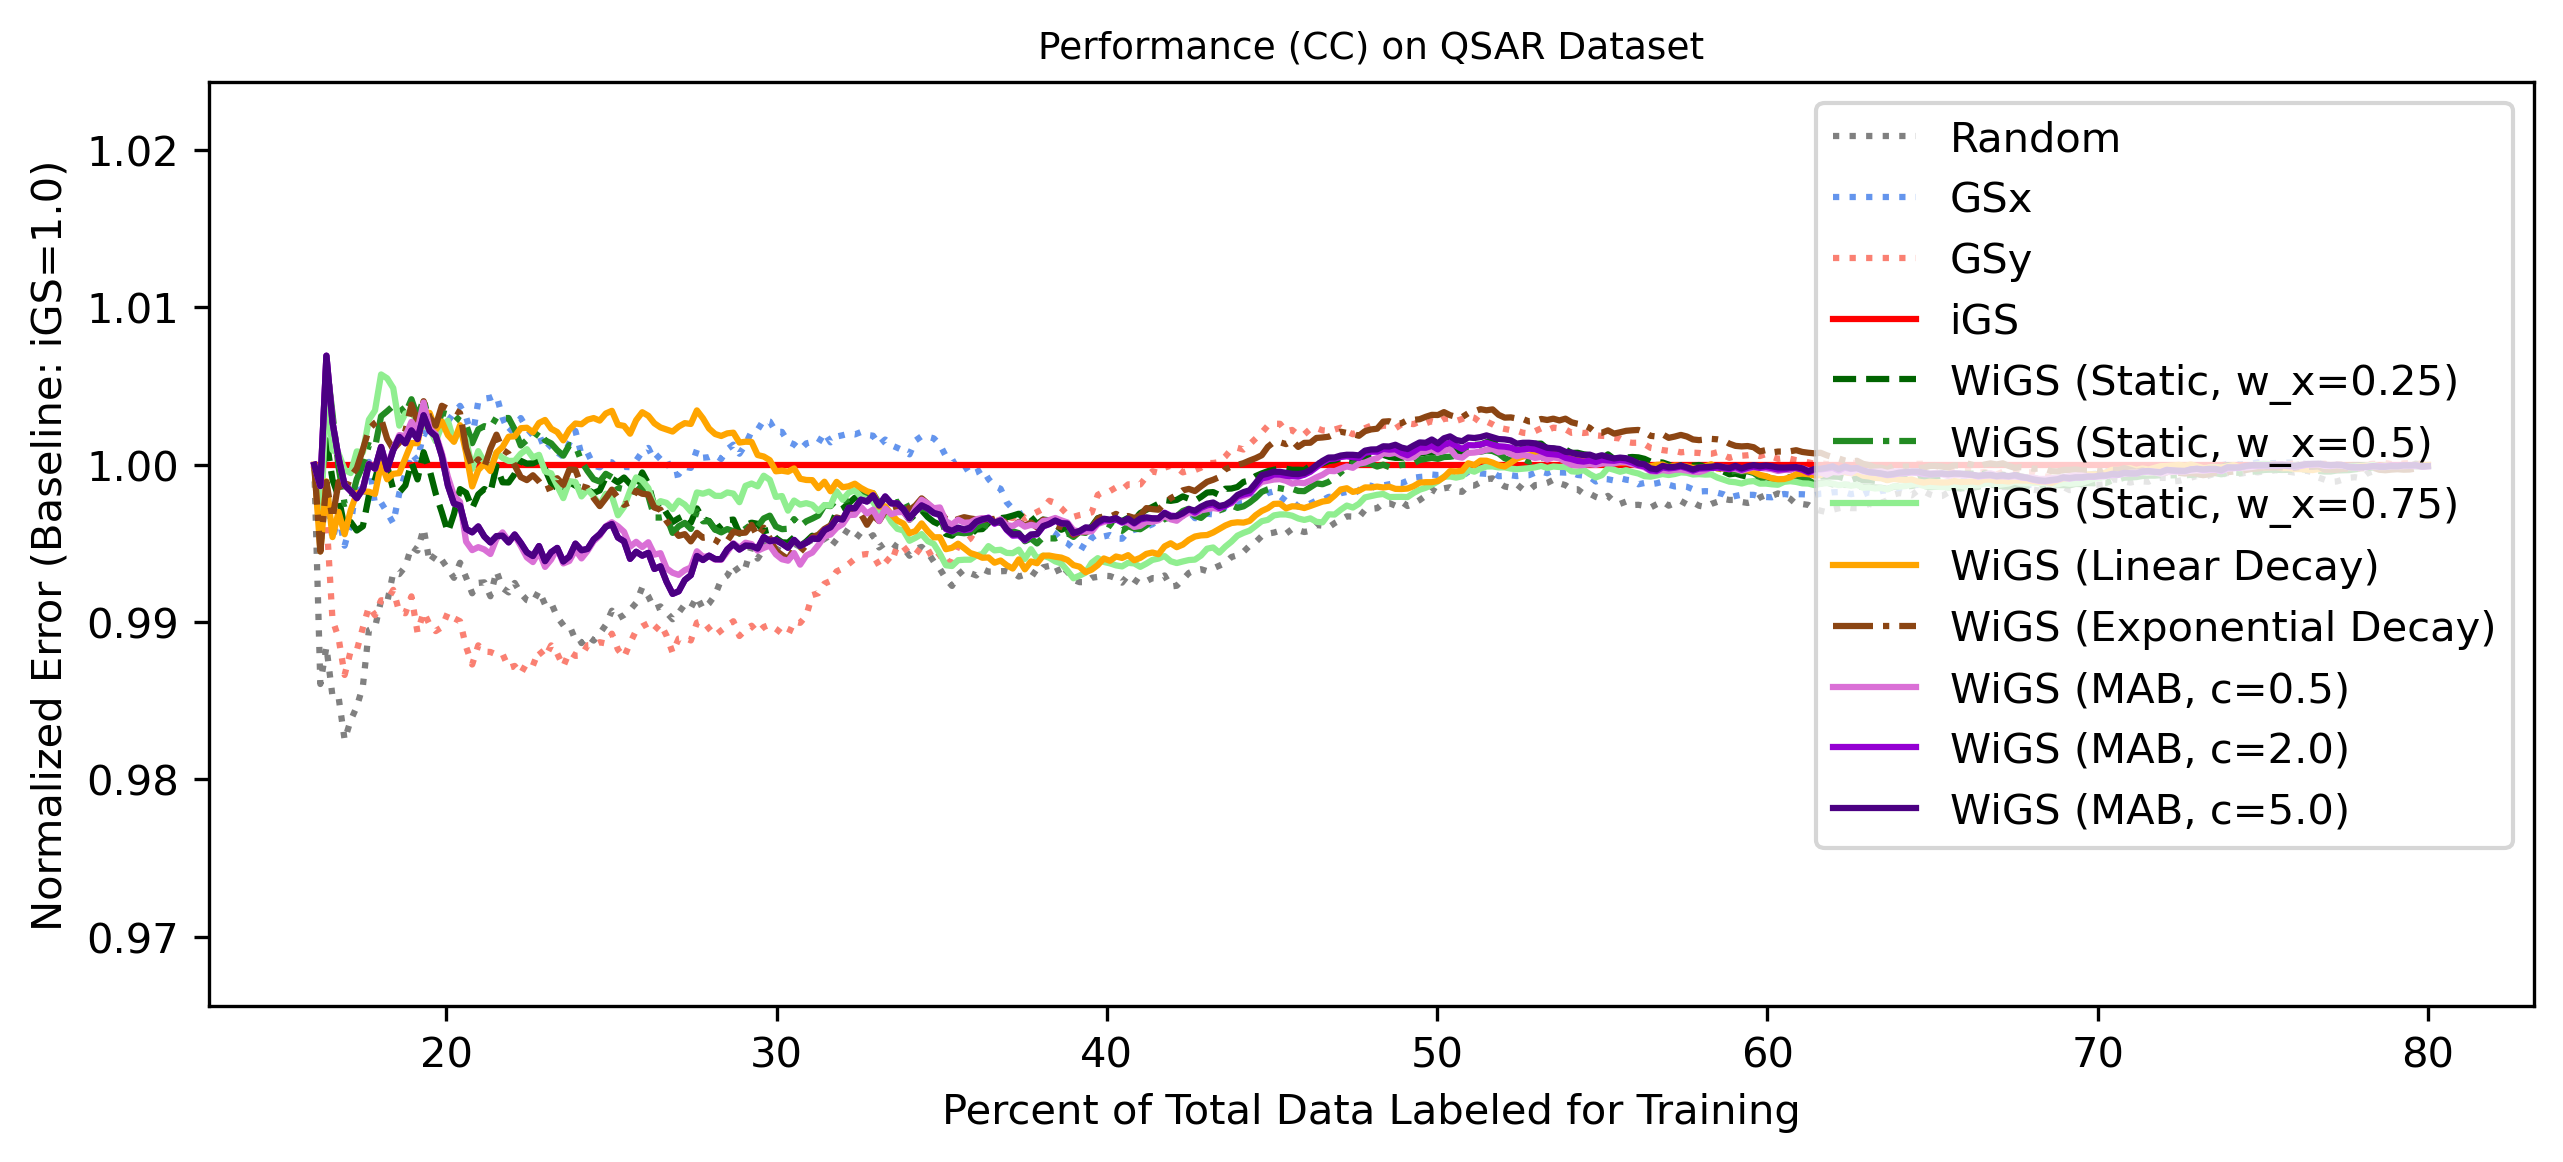 Performance (CC) on QSAR Dataset
Normalized Error (Baseline: iGS=1.0)
1.02
1.01
1.00
0.99
0.98
0.97
Random
GSx
GSy
iGS
WiGS (Static, w_x=0.25)
WiGS (Static, w_x=0.5)
WiGS (Static, w_x=0.75)
WiGS (Linear Decay)
WiGS (Exponential Decay)
WiGS (MAB, c=0.5)
WiGS (MAB, c=2.0)
WiGS (MAB, c=5.0)
20 30 40 50 60 70 80
Percent of Total Data Labeled for Training